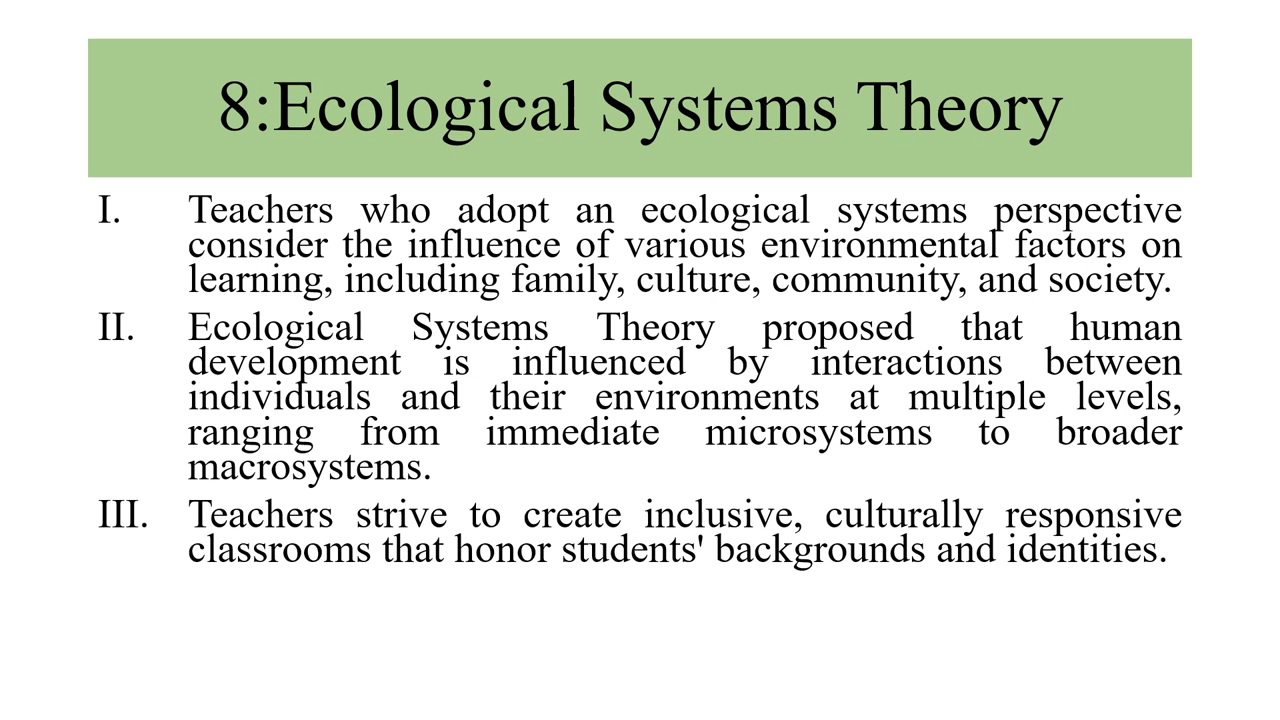 8:Ecological Systems Theory
I. Teachers who adopt an ecological systems perspective
consider the influence of various environmental factors on
learning, including family, culture, community, and society.
II. Ecological Systems Theory proposed that human
development is influenced by interactions between
individuals and their environments at multiple levels,
ranging from immediate microsystems to broader
macrosystems.
III. Teachers strive to create inclusive, culturally responsive
classrooms that honor students' backgrounds and identities.